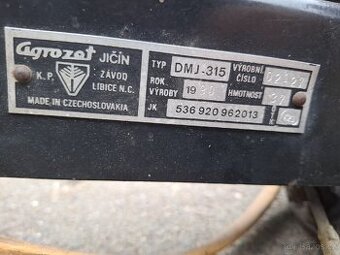 agrozet JIČÍN
K.P. ZÁVOD
LIBICE N.C.
MADE IN CZECHOSLOVAKIA
TYP DMJ-315 VÝROBNÍ ČÍSLO
ROK VÝROBY 19 HMOTNOST
JK 536 920 962013